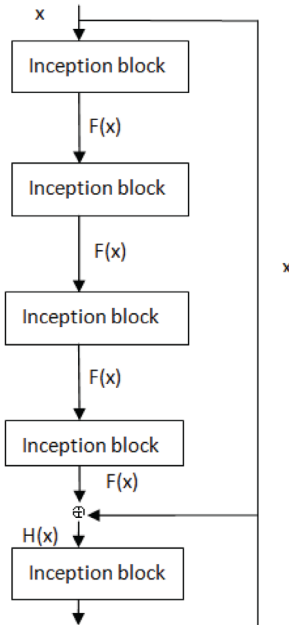 x
Inception block
F(x)
Inception block
F(x)
x
Inception block
F(x)
Inception block
F(x)
H(x)
Inception block